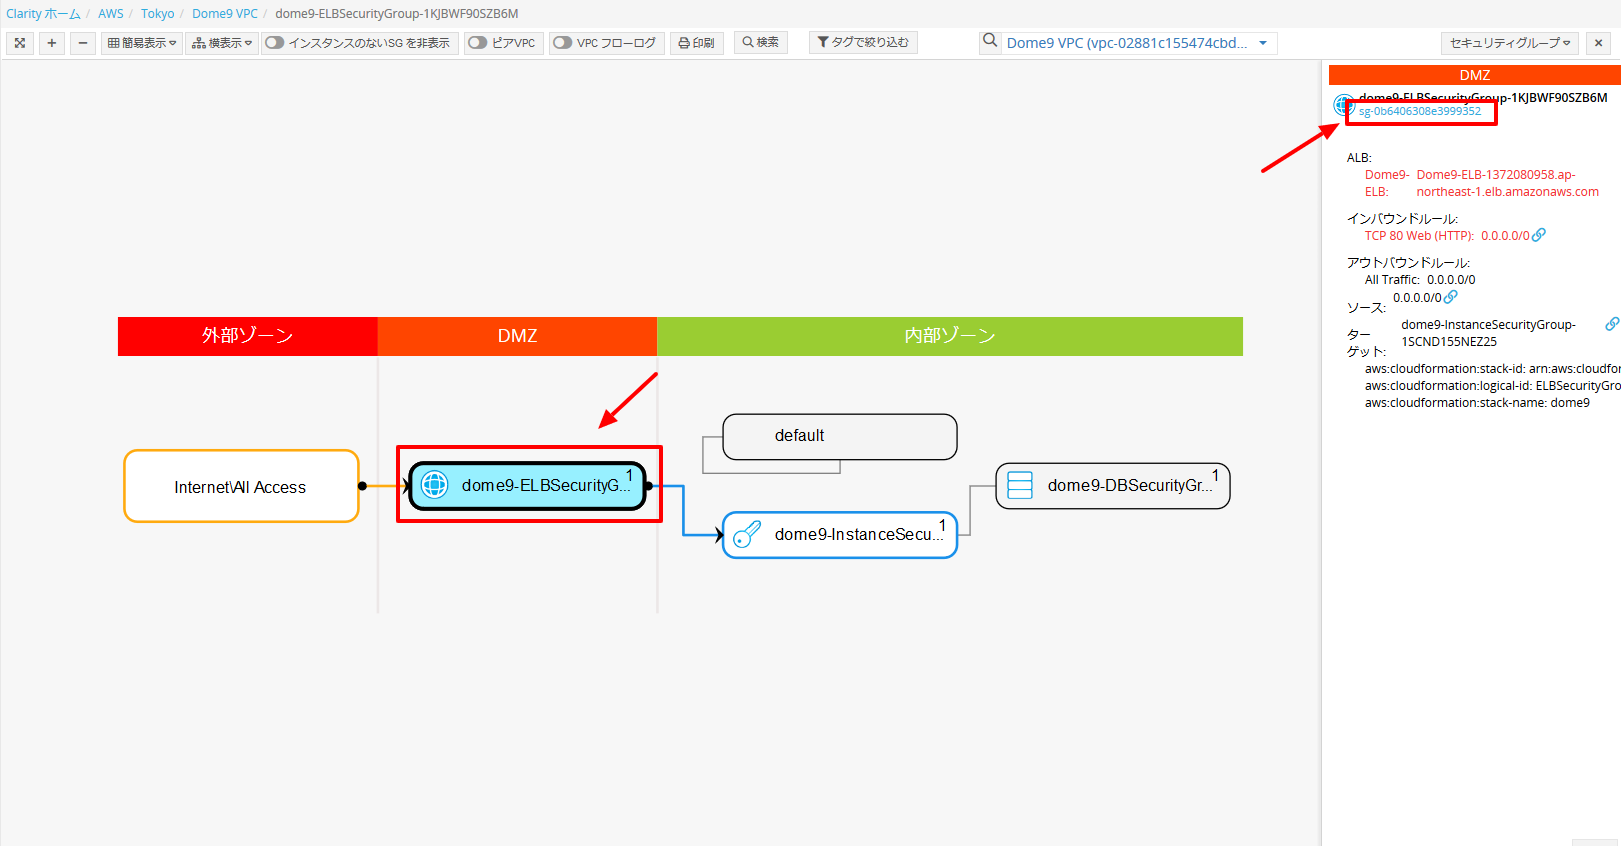 Clarity ホーム / AWS / Tokyo / Dome9 VPC / dome9-ELBSecurityGroup-1KJBWF90SZB6M
簡易表示 横表示 インスタンスのないSG を非表示 ピアVPC VPC フローログ 印刷 検索 タグで絞り込む Dome9 VPC (vpc-02881c155474cbd... セキュリティグループ
DMZ
dome9-ELBSecurityGroup-1KJBWF90SZB6M
sg-0b6406308e3999352
ALB:
Dome9- Dome9-ELB-1372080958.ap-
ELB: northeast-1.elb.amazonaws.com
インバウンドルール:
TCP 80 Web (HTTP): 0.0.0.0/0
アウトバウンドルール:
All Traffic: 0.0.0.0/0
0.0.0.0/0
ソース:
dome9-InstanceSecurityGroup-
ター
1SCND155NEZ25
ゲット:
aws:cloudformation:stack-id: arn:aws:cloudfor
aws:cloudformation:logical-id: ELBSecurityGro
aws:cloudformation:stack-name: dome9
外部ゾーン DMZ 内部ゾーン
default
Internet\All Access
dome9-ELBSecurityG... 1
dome9-DBSecurityGr... 1
dome9-InstanceSecu... 1